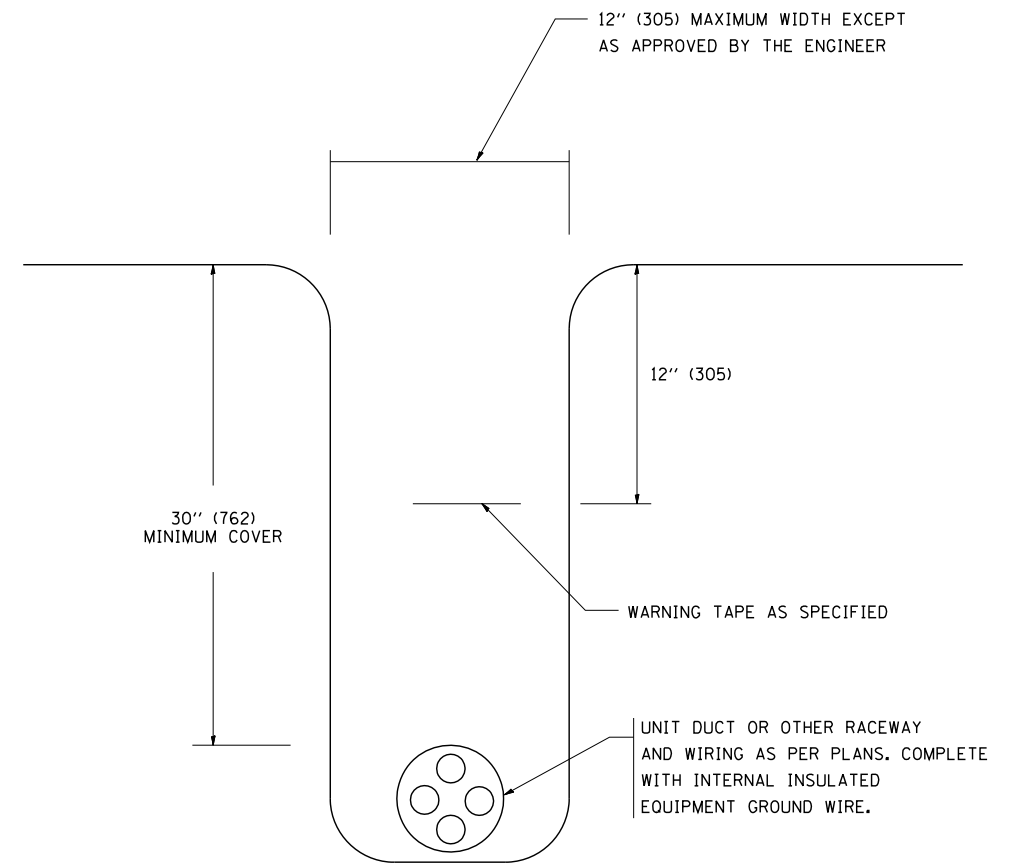 12'' (305) MAXIMUM WIDTH EXCEPT
AS APPROVED BY THE ENGINEER
12'' (305)
30'' (762)
MINIMUM COVER
WARNING TAPE AS SPECIFIED
UNIT DUCT OR OTHER RACEWAY
AND WIRING AS PER PLANS. COMPLETE
WITH INTERNAL INSULATED
EQUIPMENT GROUND WIRE.